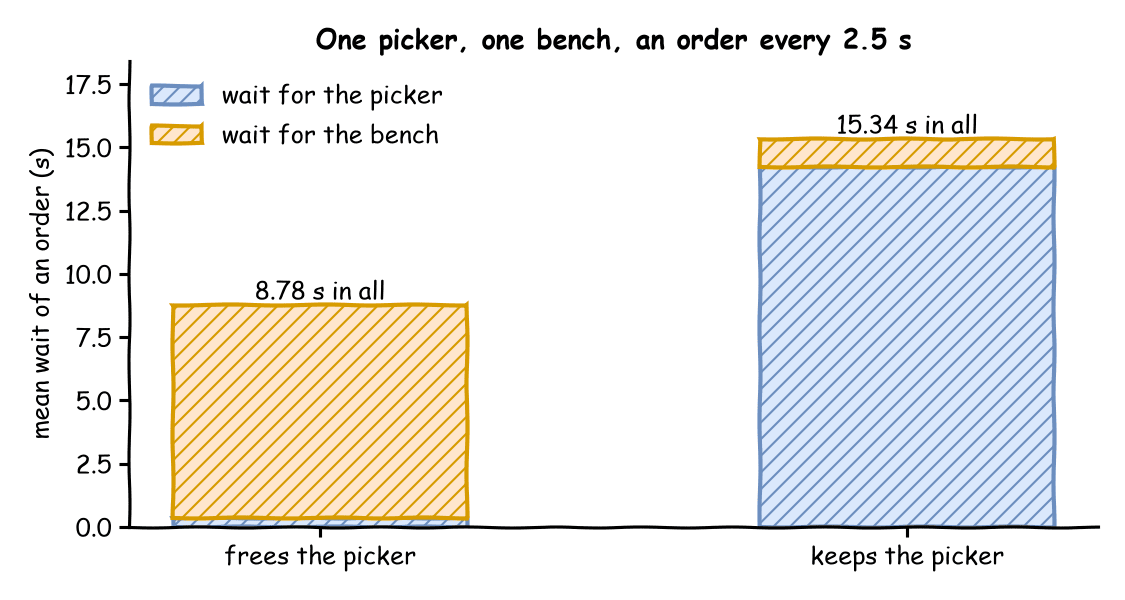 One picker, one bench, an order every 2.5 s
wait for the picker
wait for the bench
mean wait of an order (s)
17.5
15.0
12.5
10.0
7.5
5.0
2.5
0.0
8.78 s in all
15.34 s in all
frees the picker
keeps the picker